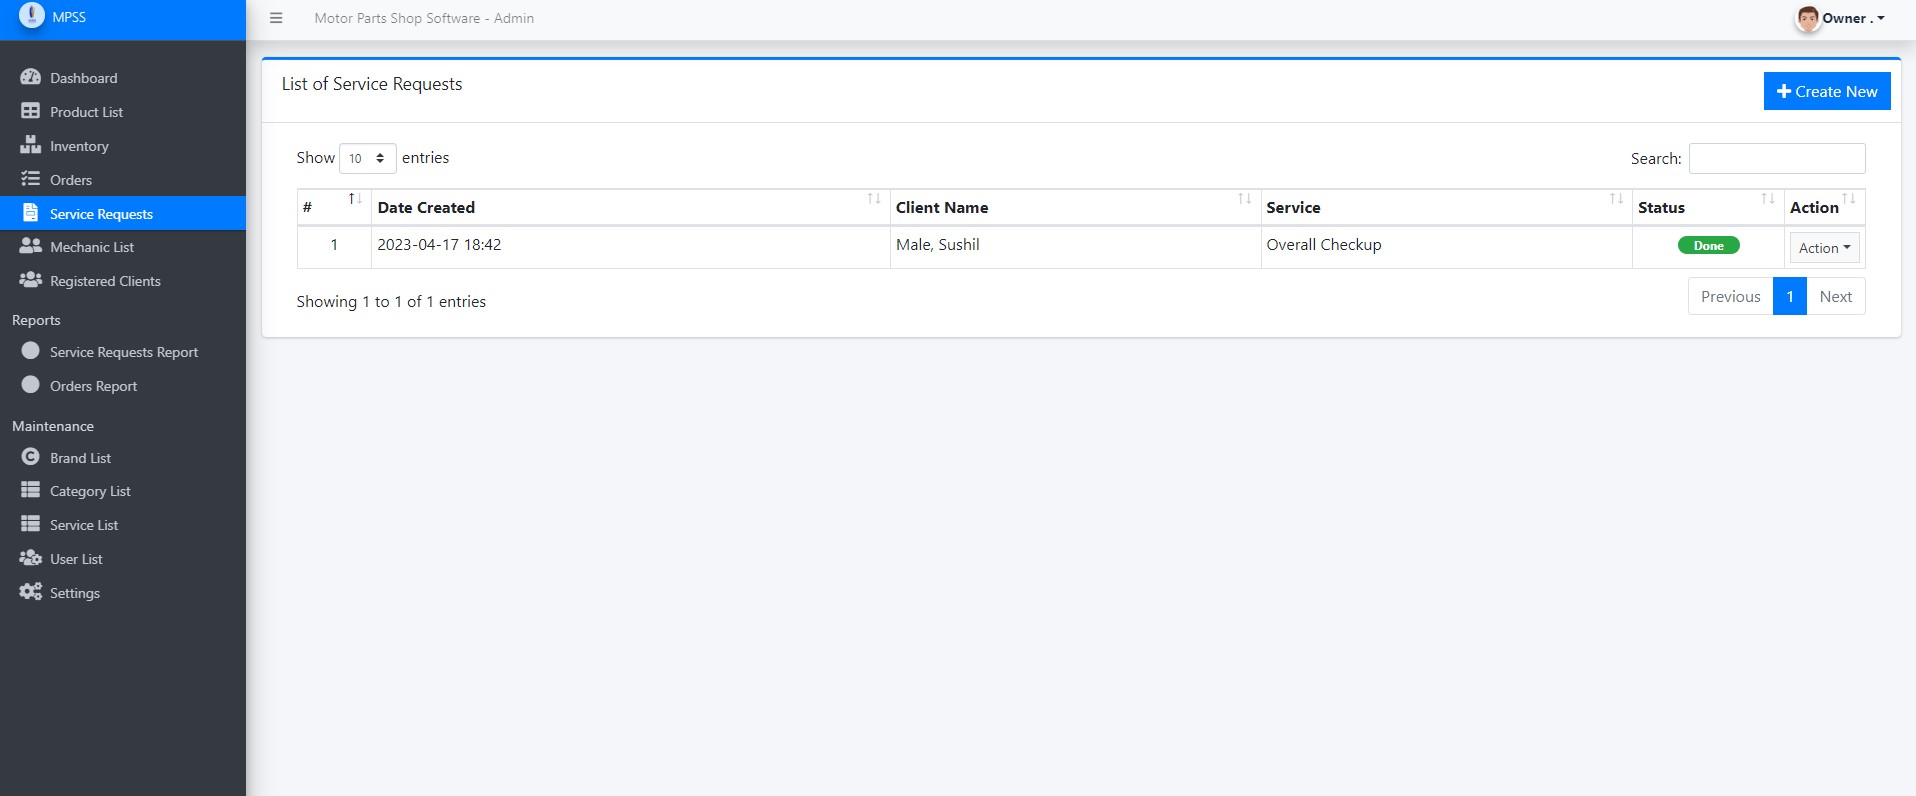 MPSS
Motor Parts Shop Software - Admin
Owner .
Dashboard
Product List
Inventory
Orders
Service Requests
Mechanic List
Registered Clients
Reports
Service Requests Report
Orders Report
Maintenance
Brand List
Category List
Service List
User List
Settings
List of Service Requests
Create New
Show 10 entries
Search:
# Date Created Client Name Service Status Action
1 2023-04-17 18:42 Male, Sushil Overall Checkup Done Action
Showing 1 to 1 of 1 entries
Previous 1 Next